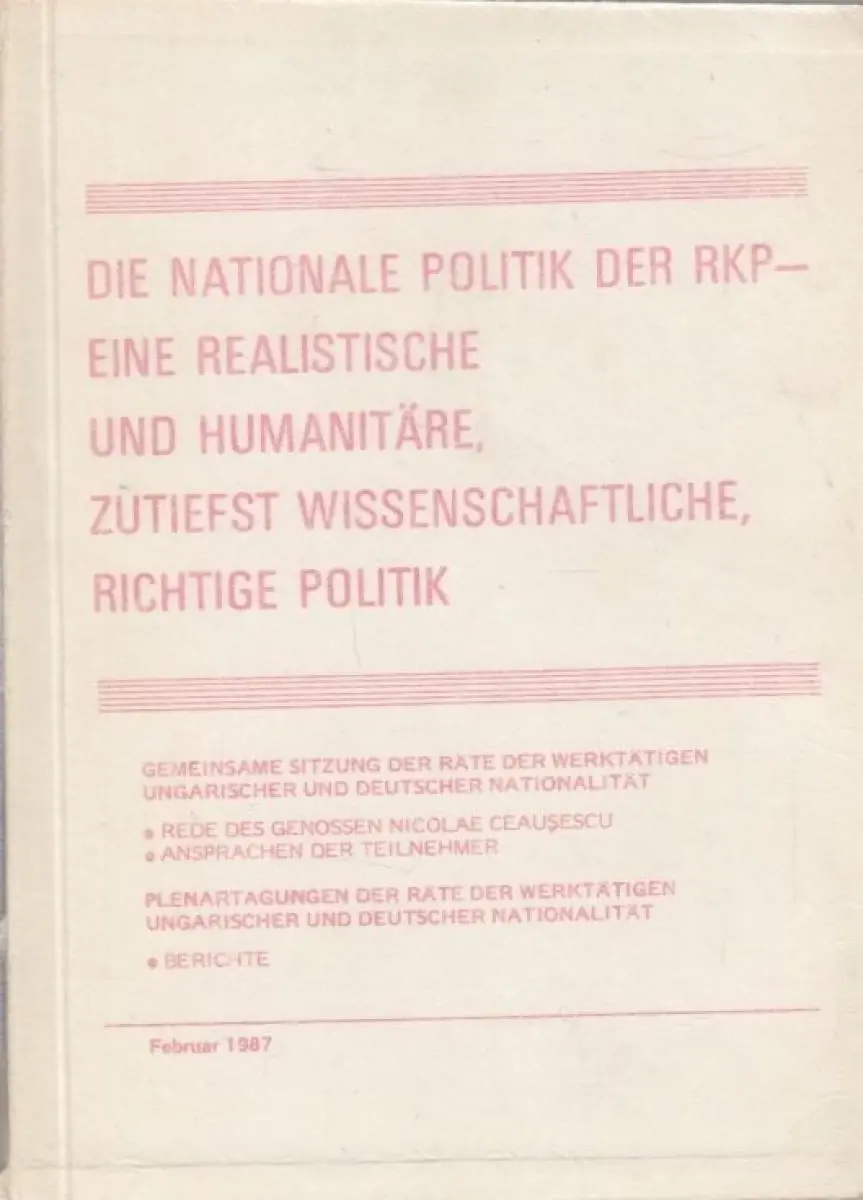 DIE NATIONALE POLITIK DER RKP—
EINE REALISTISCHE
UND HUMANITÄRE,
ZUTIEFST WISSENSCHAFTLICHE,
RICHTIGE POLITIK
GEMEINSAME SITZUNG DER RÄTE DER WERKTÄTIGEN
UNGARISCHER UND DEUTSCHER NATIONALITÄT
• REDE DES GENOSSEN NICOLAE CEAUŞESCU
• ANSPRACHEN DER TEILNEHMER
PLENARTAGUNGEN DER RÄTE DER WERKTÄTIGEN
UNGARISCHER UND DEUTSCHER NATIONALITÄT
• BERICHTE
Februar 1987